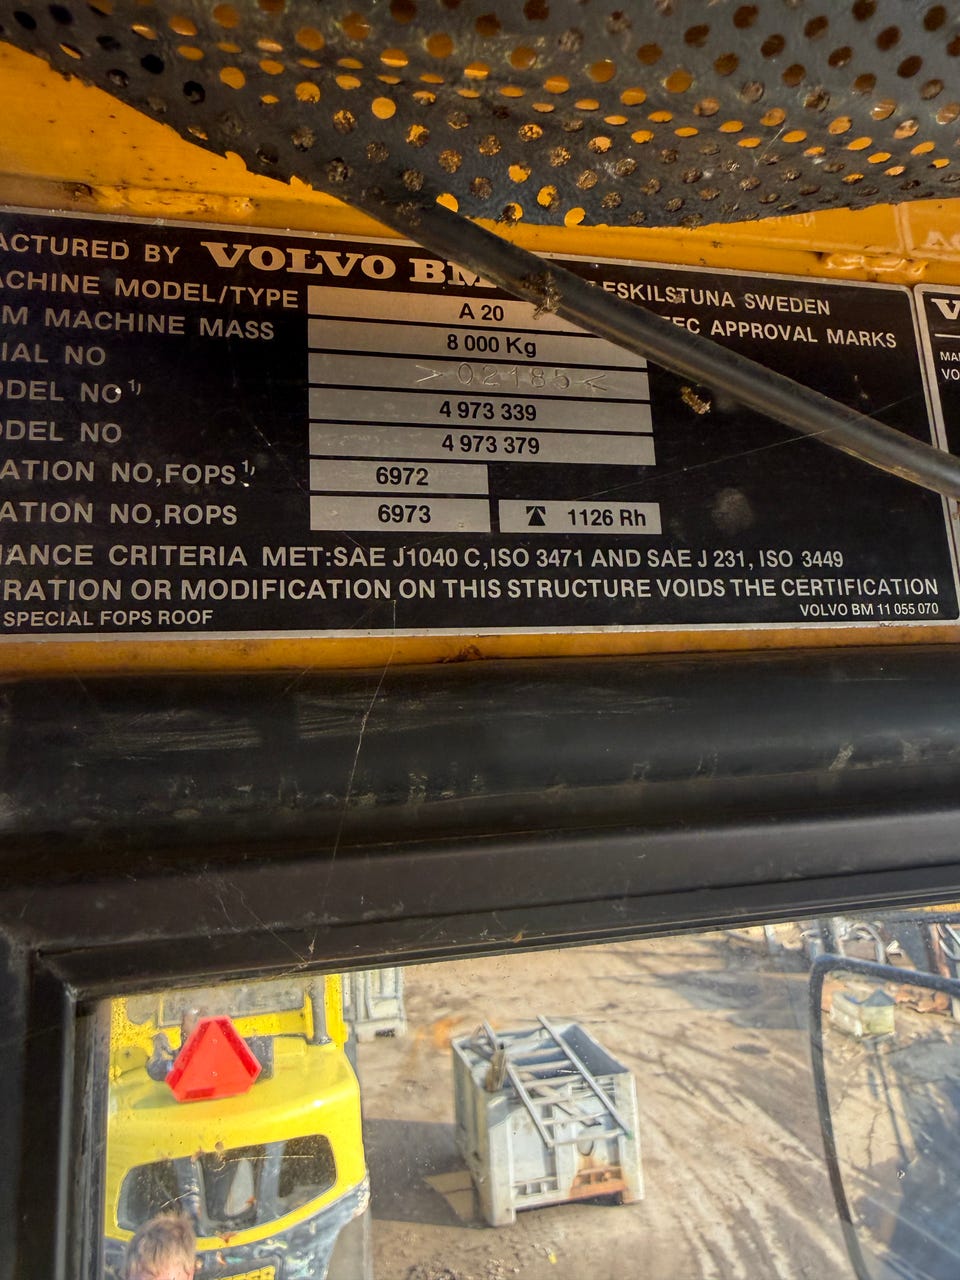 ACTURED BY VOLVO BM ESKILSTUNA SWEDEN
ACHINE MODEL/TYPE A 20
EEC APPROVAL MARKS
M MACHINE MASS 8 000 Kg
IAL NO >02185<
ODEL NO 1) 4 973 339
ODEL NO 4 973 379
ATION NO,FOPS 1) 6972
ATION NO,ROPS 6973 1126 Rh
ANCE CRITERIA MET:SAE J1040 C,ISO 3471 AND SAE J 231, ISO 3449
RATION OR MODIFICATION ON THIS STRUCTURE VOIDS THE CERTIFICATION
SPECIAL FOPS ROOF VOLVO BM 11 055 070
V
MA
VO